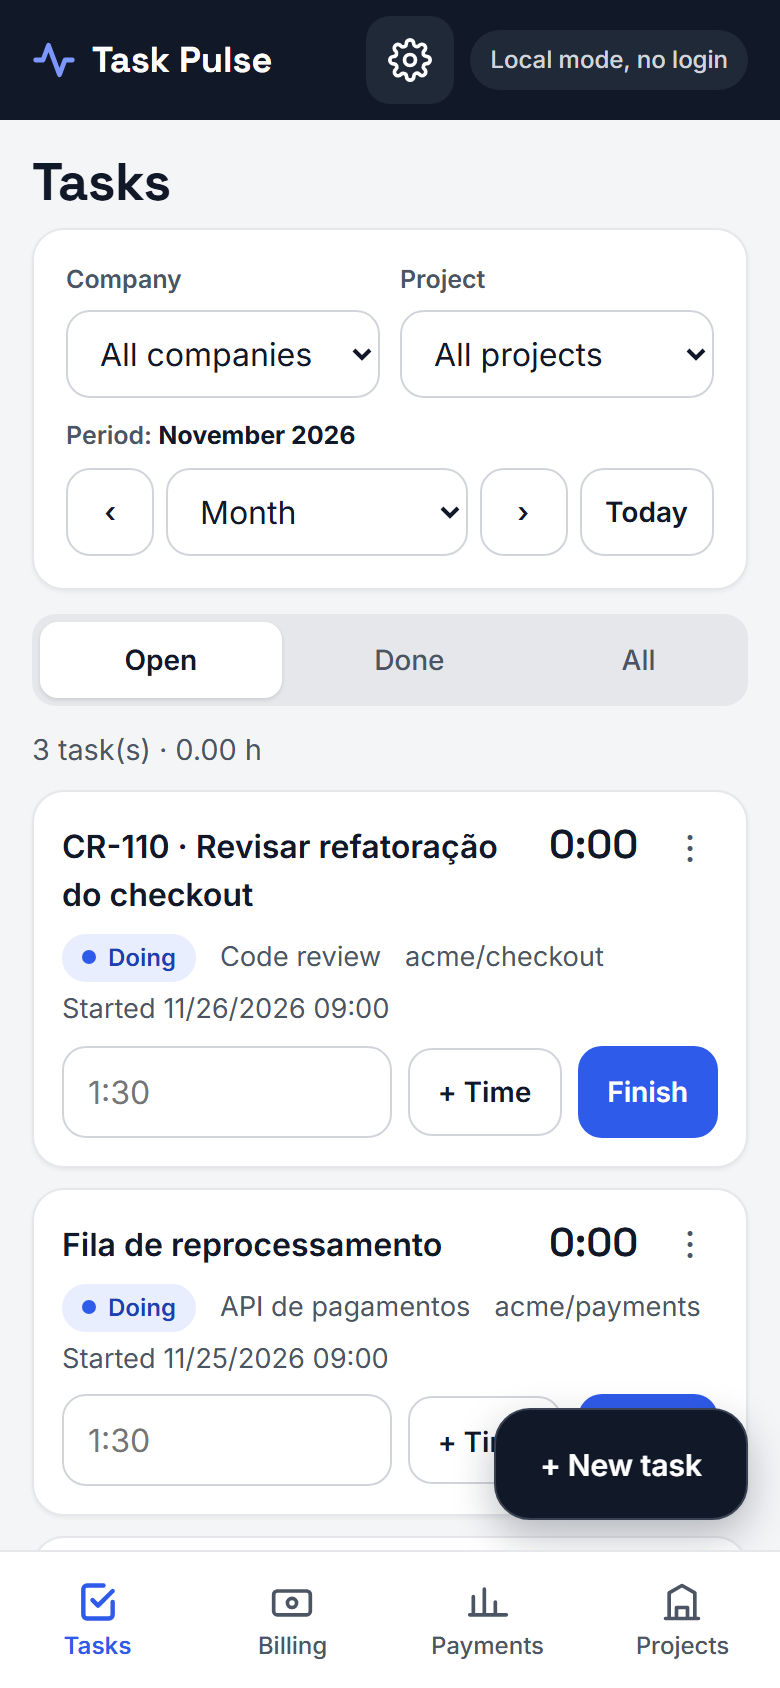 Task Pulse
Local mode, no login
Tasks
Company
Project
All companies
All projects
Period: November 2026
‹
Month
›
Today
Open
Done
All
3 task(s) · 0.00 h
CR-110 · Revisar refatoração
do checkout
0:00
Doing
Code review
acme/checkout
Started 11/26/2026 09:00
1:30
+ Time
Finish
Fila de reprocessamento
0:00
Doing
API de pagamentos
acme/payments
Started 11/25/2026 09:00
1:30
+ Ti
+ New task
Tasks
Billing
Payments
Projects